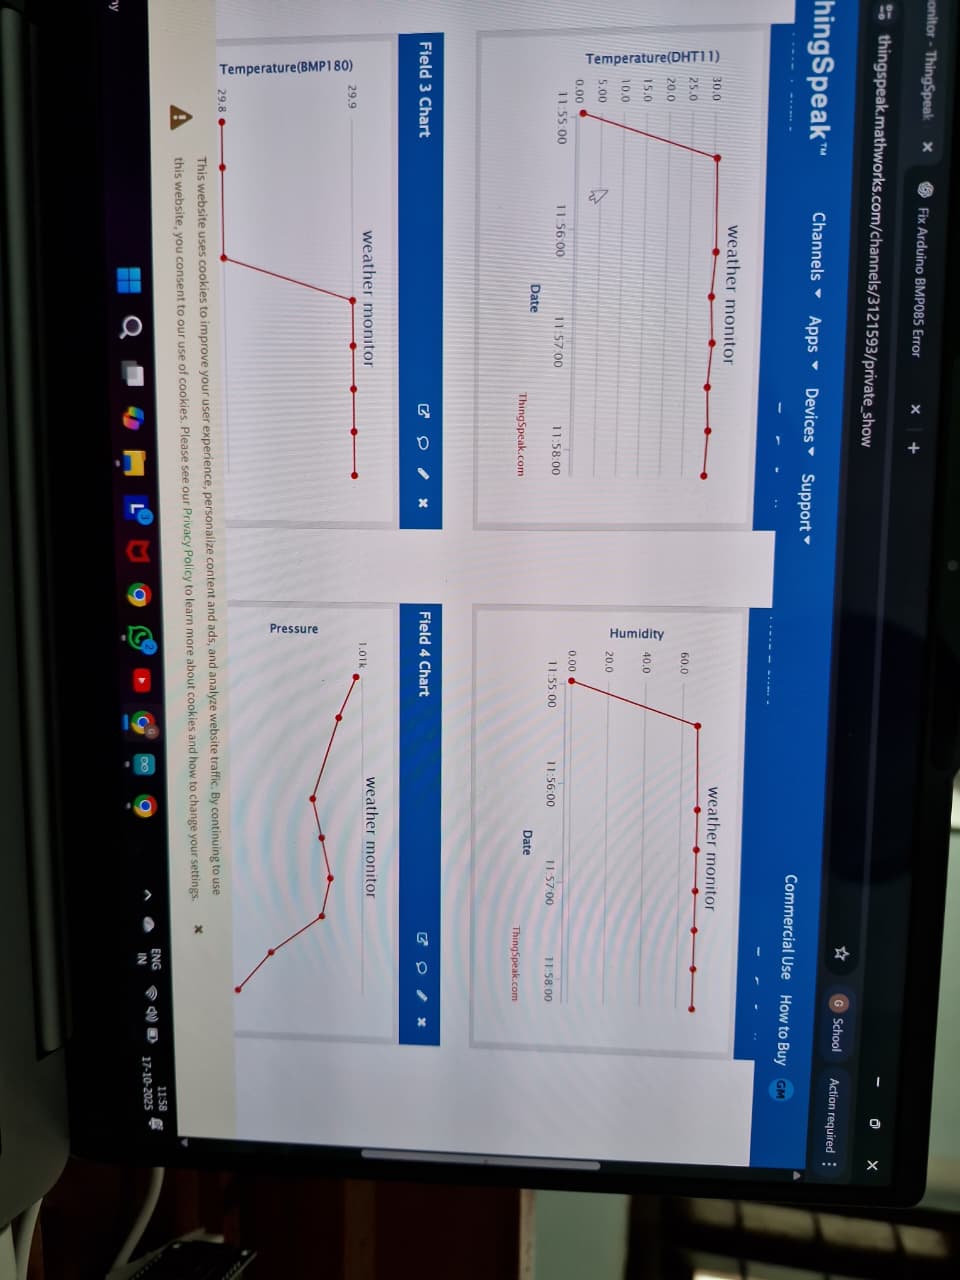 onitor - ThingSpeak
Fix Arduino BMP085 Error
thingspeak.mathworks.com/channels/3121593/private_show
School
Action required
hingSpeak™
Channels
Apps
Devices
Support
Commercial Use
How to Buy
GM
weather monitor
Temperature(DHT11)
30.0
25.0
20.0
15.0
10.0
5.00
0.00
11:55:00
11:56:00
11:57:00
11:58:00
Date
ThingSpeak.com
weather monitor
Humidity
60.0
40.0
20.0
0.00
11:55:00
11:56:00
11:57:00
11:58:00
Date
ThingSpeak.com
Field 3 Chart
weather monitor
Temperature(BMP180)
29.9
29.8
Field 4 Chart
weather monitor
Pressure
1.01k
This website uses cookies to improve your user experience, personalize content and ads, and analyze website traffic. By continuing to use
this website, you consent to our use of cookies. Please see our Privacy Policy to learn more about cookies and how to change your settings.
ENG
IN
11:58
17-10-2025